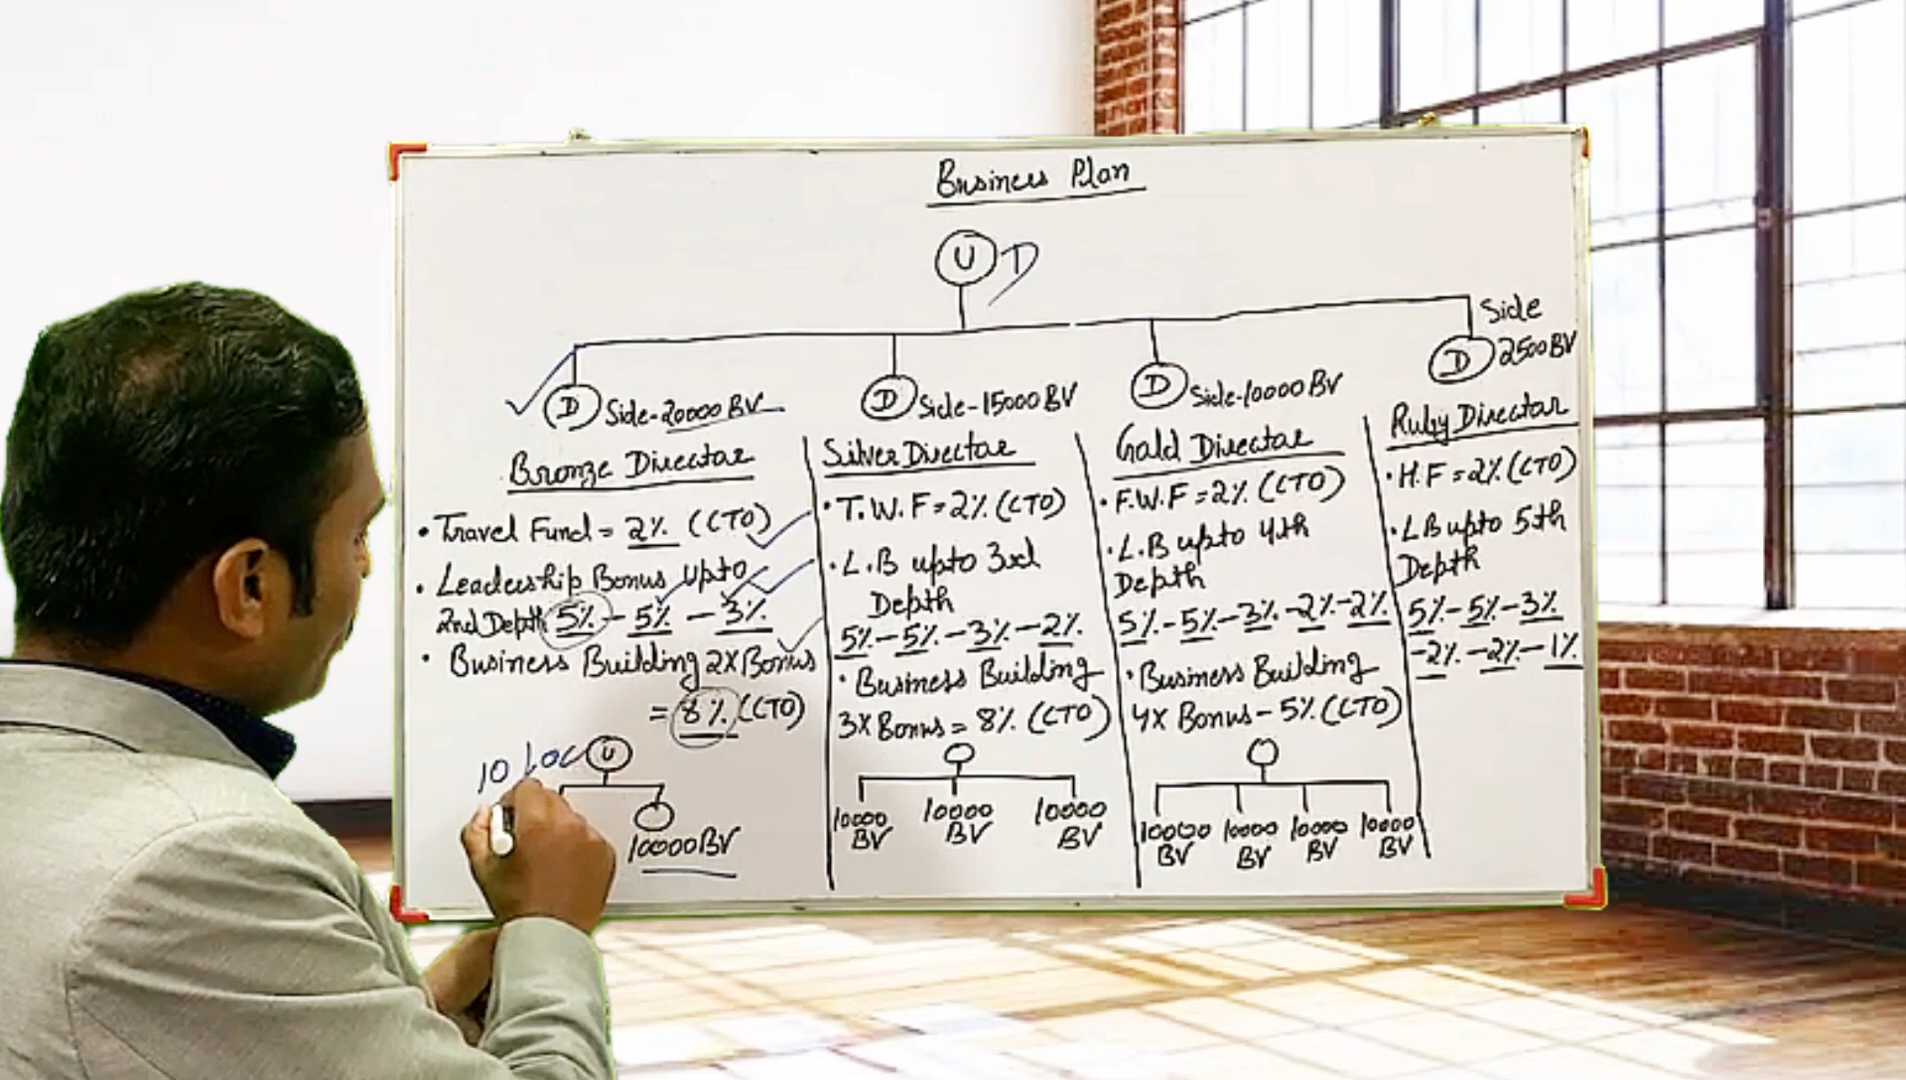 Business Plan
U D
Side
D 2500 BV
D Side-20000 BV
D Side-15000 BV
D Side-10000 BV
Bronze Director
• Travel Fund = 2% (CTO)
• Leadership Bonus upto
2nd Depth 5% - 5% - 3%
• Business Building 2x Bonus
= 8% (CTO)
10
U
10000BV
Silver Director
• T.W.F = 2% (CTO)
• L.B upto 3rd
Depth
5% - 5% - 3% - 2%
• Business Building
3x Bonus = 8% (CTO)
10000 10000 10000
BV BV BV
Gold Director
• F.W.F = 2% (CTO)
• L.B upto 4th
Depth
5% - 5% - 3% - 2% - 2%
• Business Building
4x Bonus - 5% (CTO)
10000 10000 10000 10000
BV BV BV BV
Ruby Director
• H.F = 2% (CTO)
• L B upto 5th
Depth
5% - 5% - 3%
- 2% - 2% - 1%